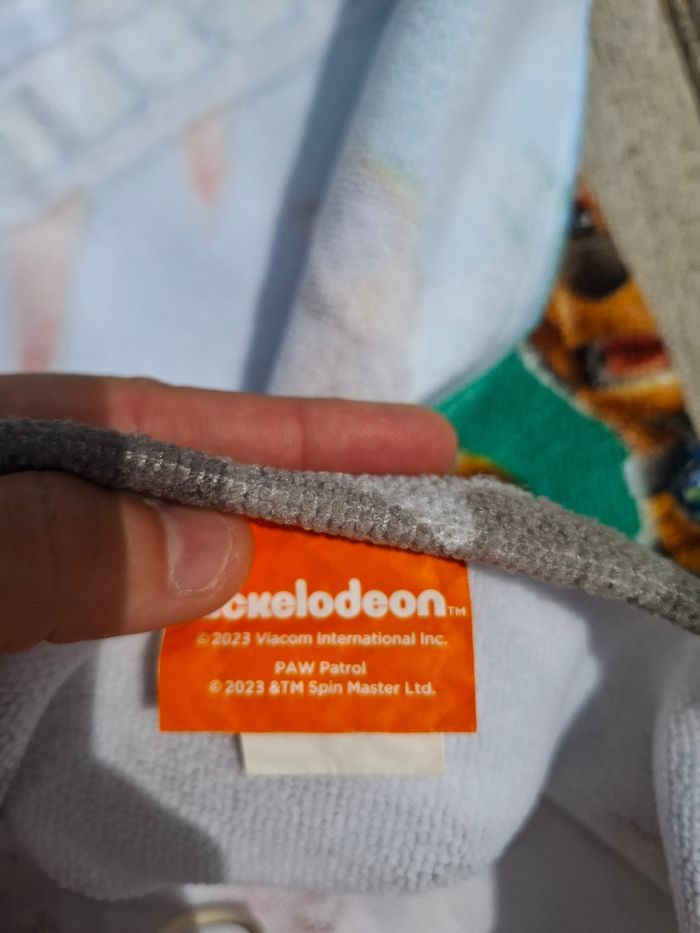 ickelodeon™
©2023 Viacom International Inc.
PAW Patrol
©2023 &TM Spin Master Ltd.